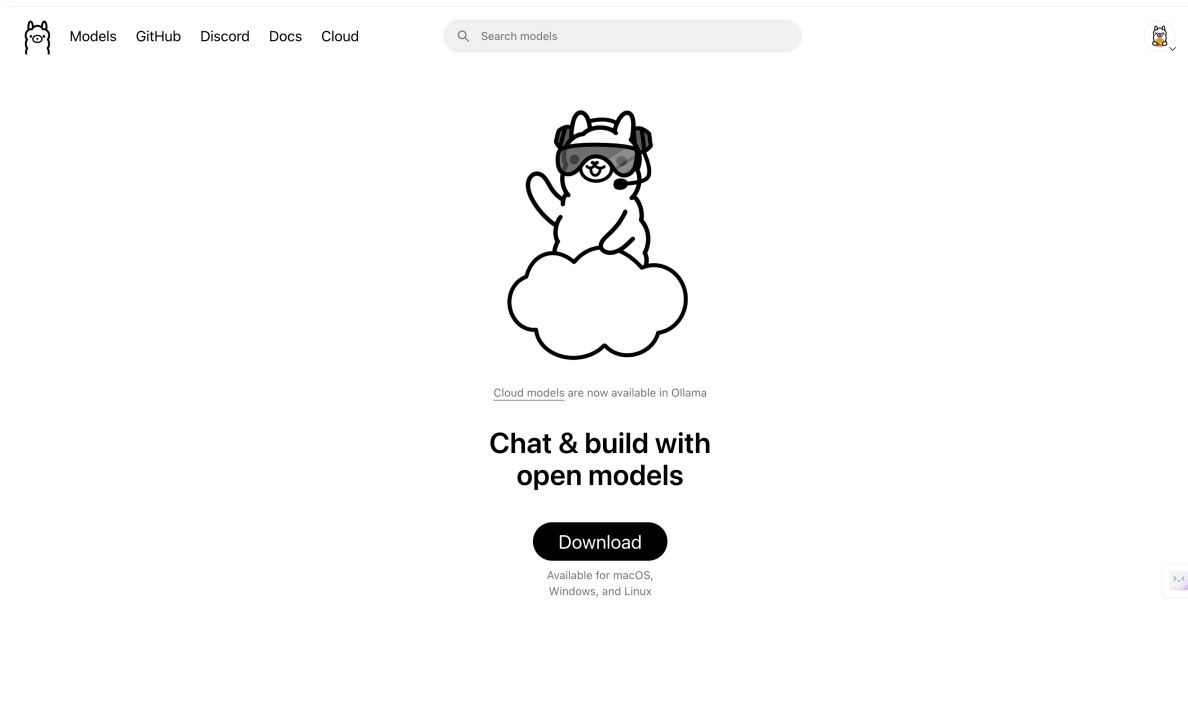 Models
GitHub
Discord
Docs
Cloud
Search models
Cloud models are now available in Ollama
Chat & build with
open models
Download
Available for macOS,
Windows, and Linux